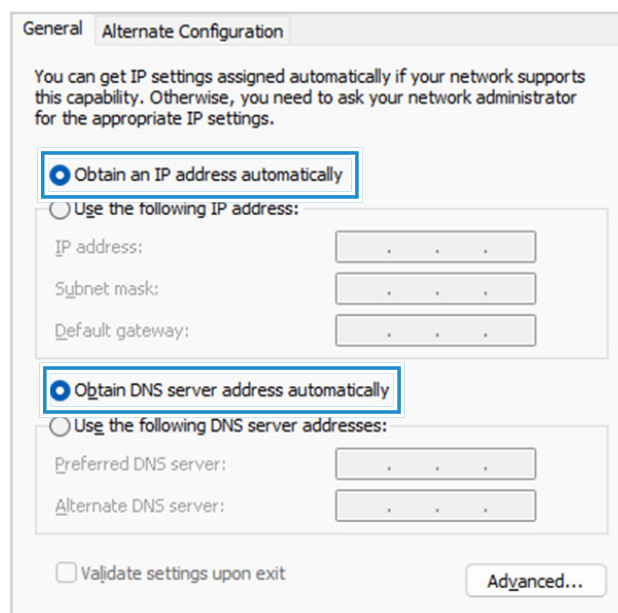 General
Alternate Configuration
You can get IP settings assigned automatically if your network supports
this capability. Otherwise, you need to ask your network administrator
for the appropriate IP settings.
Obtain an IP address automatically
Use the following IP address:
IP address:
. . .
Subnet mask:
. . .
Default gateway:
. . .
Obtain DNS server address automatically
Use the following DNS server addresses:
Preferred DNS server:
. . .
Alternate DNS server:
. . .
Validate settings upon exit
Advanced...